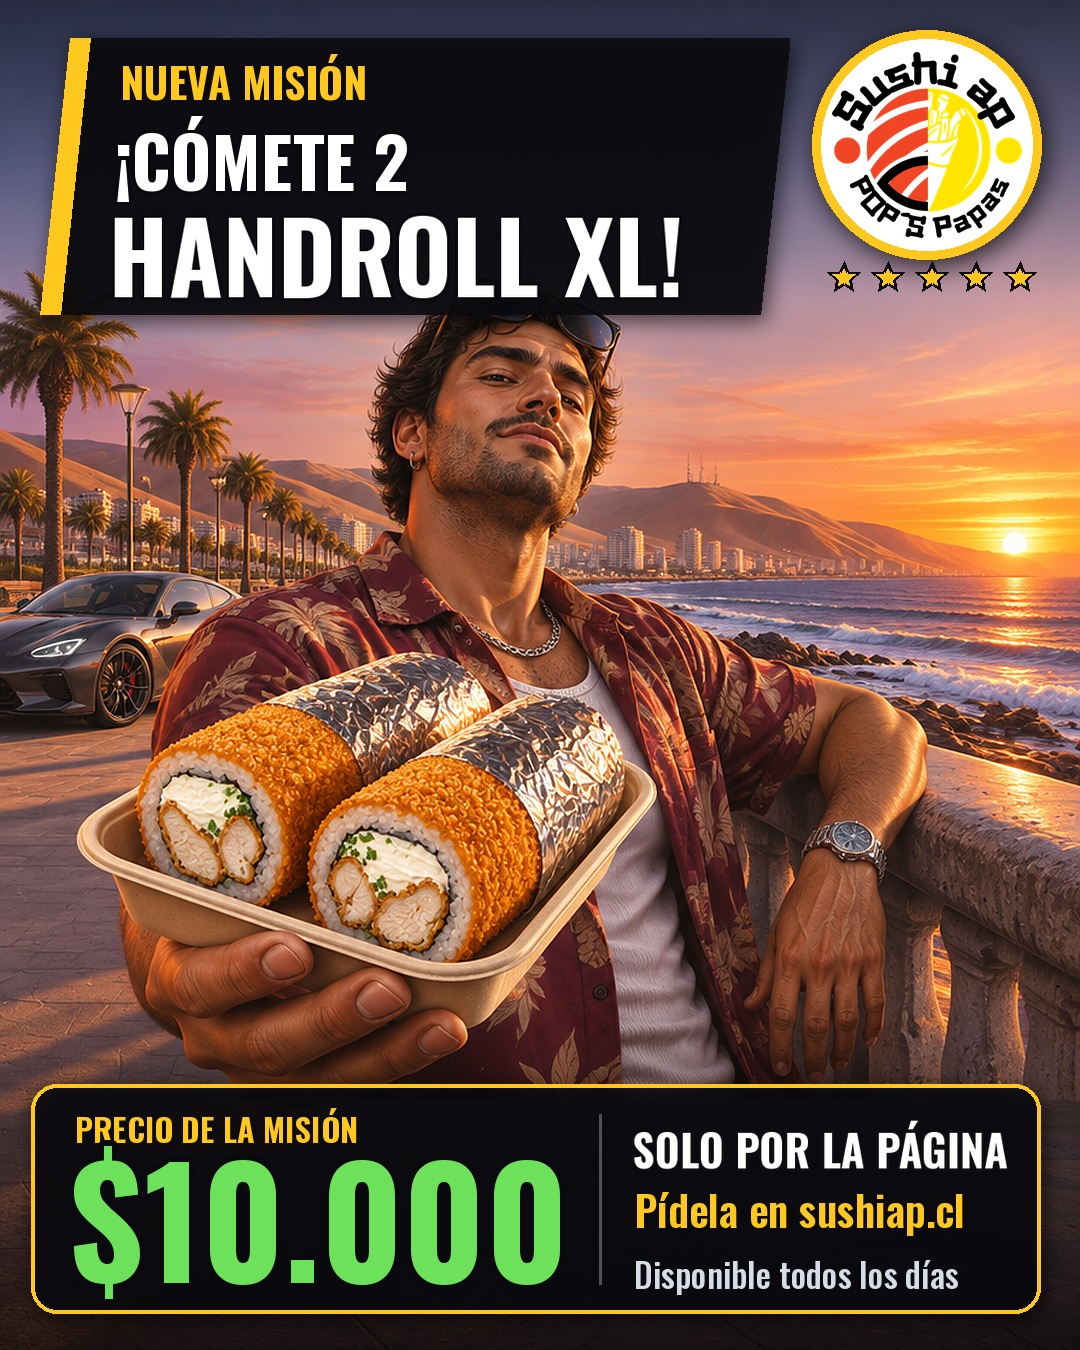 NUEVA MISIÓN
¡CÓMETE 2
HANDROLL XL!
Sushi ap
POP'S Papas
PRECIO DE LA MISIÓN
$10.000
SOLO POR LA PÁGINA
Pídela en sushiap.cl
Disponible todos los días